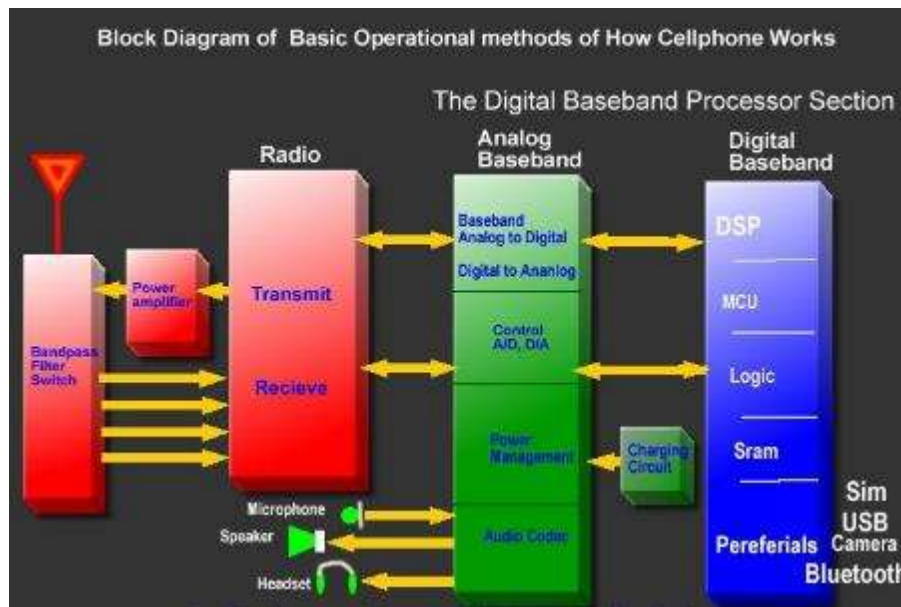 Block Diagram of Basic Operational methods of How Cellphone Works
The Digital Baseband Processor Section
Radio
Analog
Baseband
Digital
Baseband
Power
amplifier
Bandpass
Filter
Switch
Transmit
Recieve
Baseband
Analog to Digital
Digital to Ananlog
Control
A/D, D/A
Power
Management
Audio Codec
Charging
Circuit
DSP
MCU
Logic
Sram
Pereferials
Sim
USB
Camera
Bluetooth
Microphone
Speaker
Headset